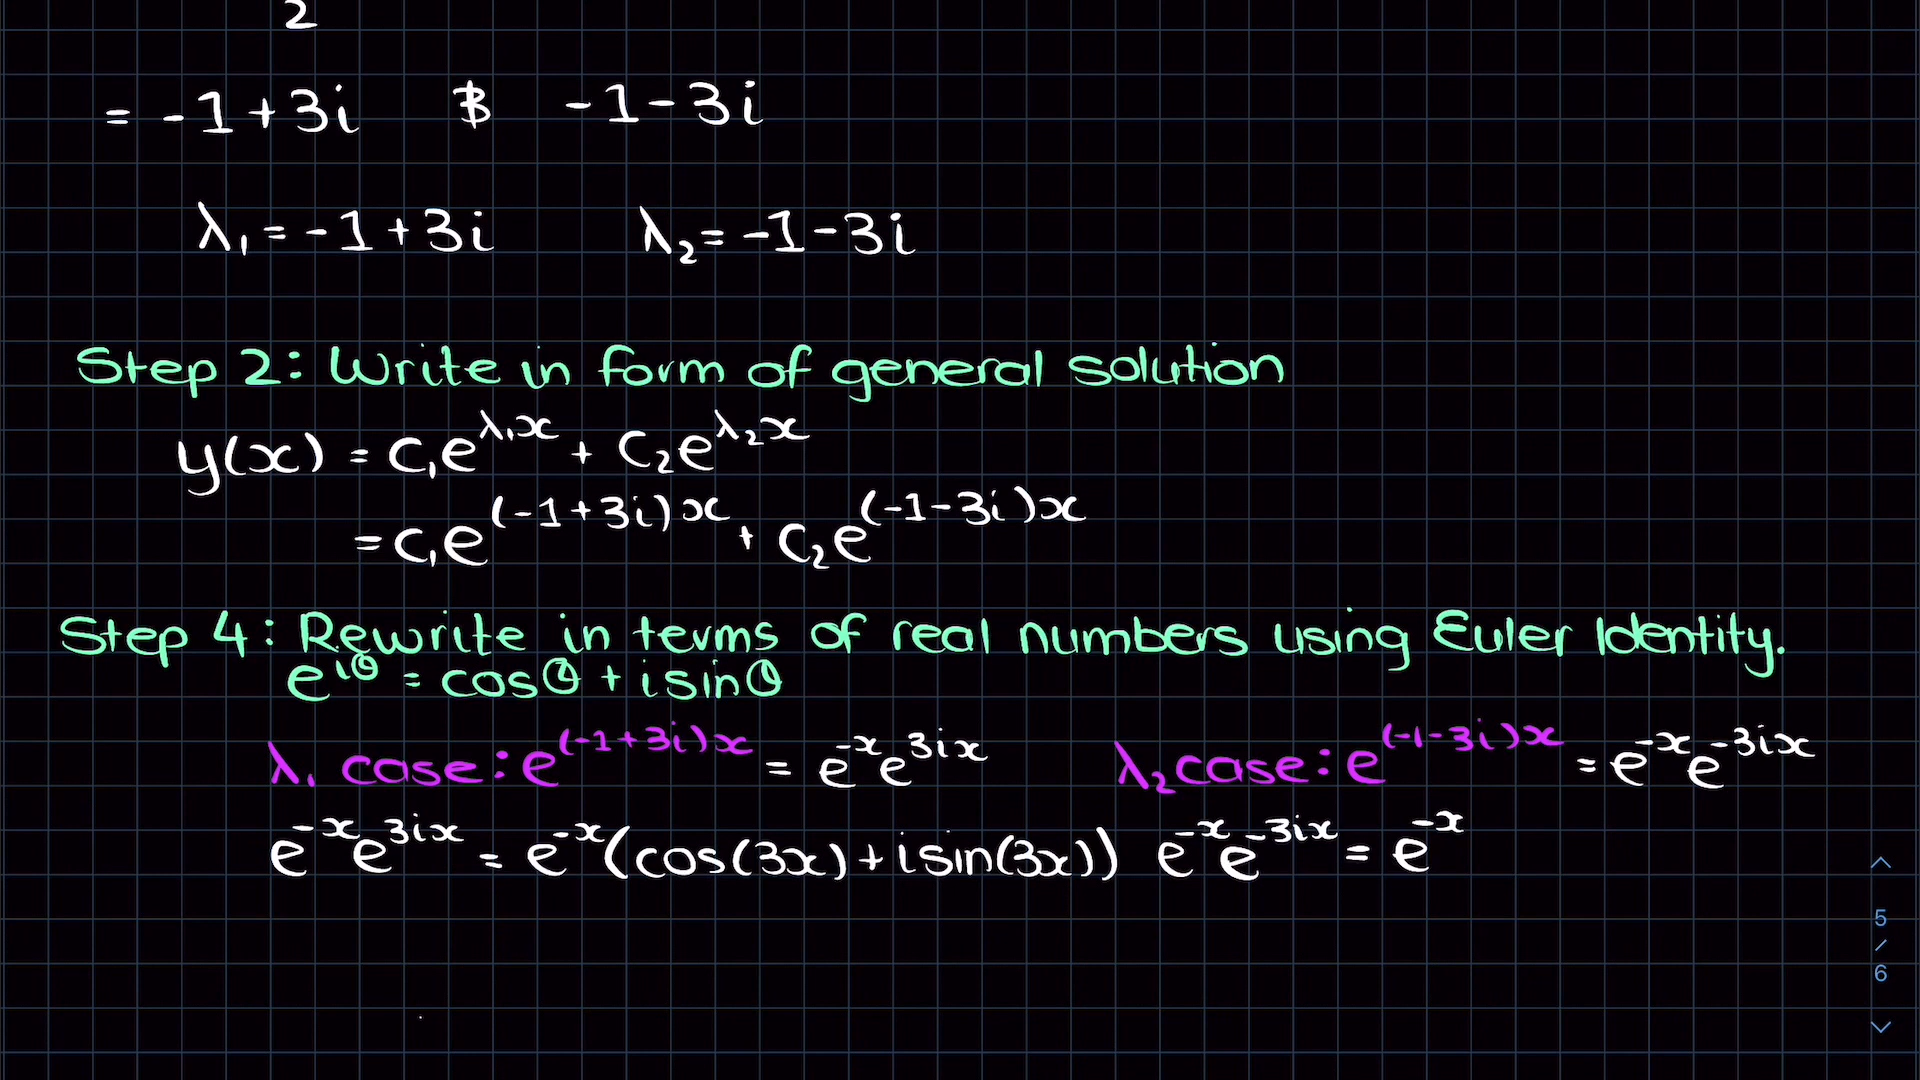 2
= -1+3i & -1-3i
λ₁ = -1+3i λ₂ = -1-3i
Step 2: Write in form of general solution
y(x) = c₁e^(λ₁x) + c₂e^(λ₂x)
= c₁e^((-1+3i)x) + c₂e^((-1-3i)x)
Step 4: Rewrite in terms of real numbers using Euler Identity.
e^(iθ) = cosθ + isinθ
λ₁ case: e^((-1+3i)x) = e^(-x)e^(3ix) λ₂ case: e^((-1-3i)x) = e^(-x)e^(-3ix)
e^(-x)e^(3ix) = e^(-x)(cos(3x)+isin(3x)) e^(-x)e^(-3ix) = e^(-x)
5
/
6